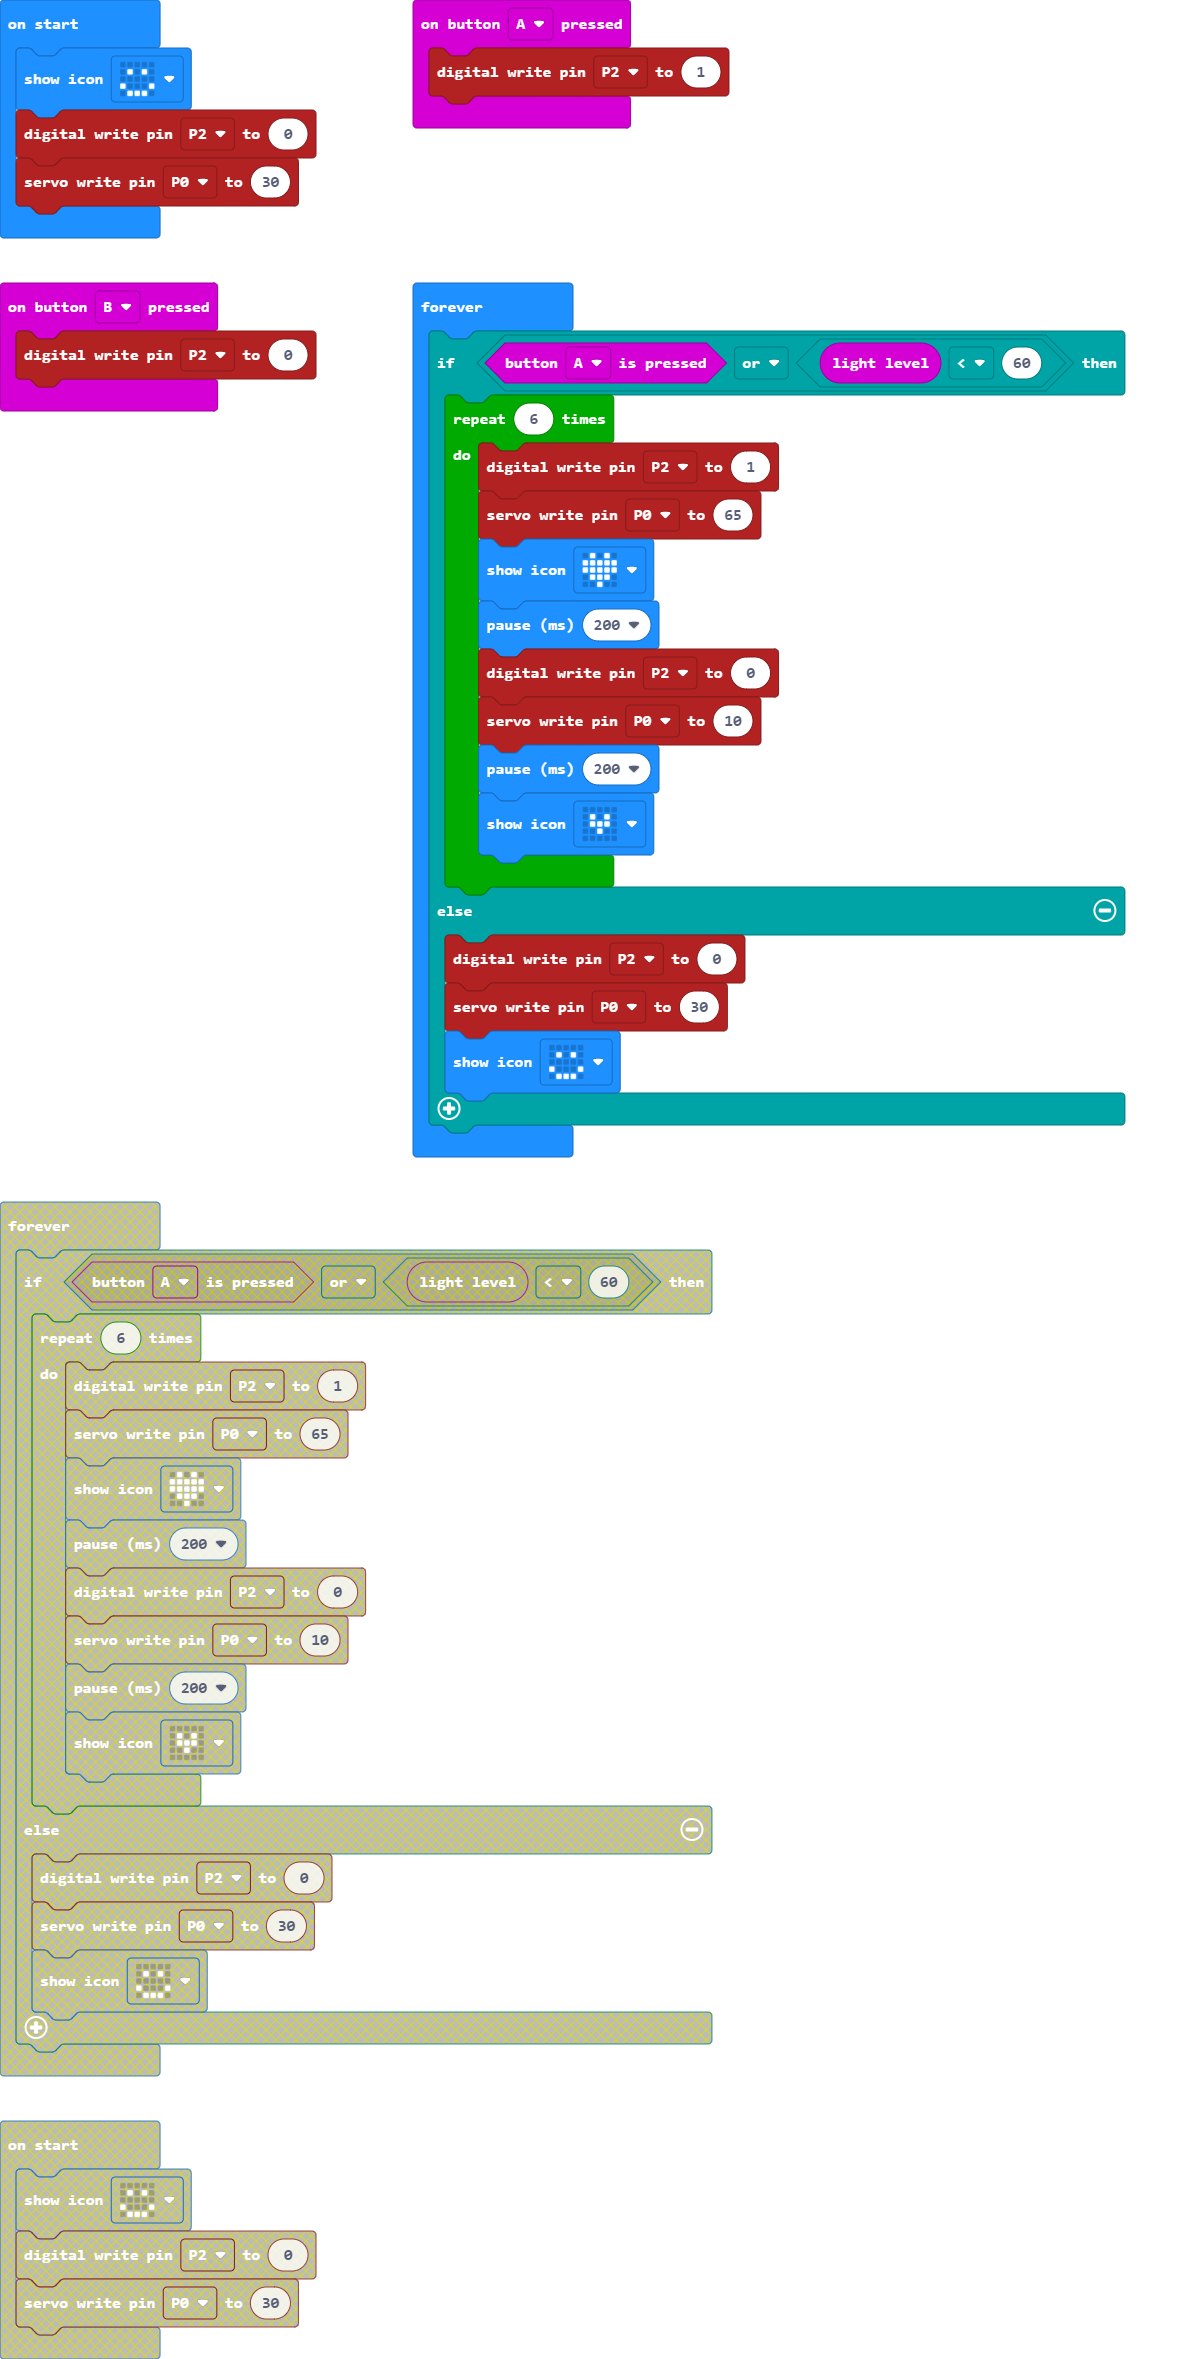 on start
show icon
digital write pin P2 to 0
servo write pin P0 to 30
on button A pressed
digital write pin P2 to 1
on button B pressed
digital write pin P2 to 0
forever
if button A is pressed or light level < 60 then
repeat 6 times
do
digital write pin P2 to 1
servo write pin P0 to 65
show icon
pause (ms) 200
digital write pin P2 to 0
servo write pin P0 to 10
pause (ms) 200
show icon
else
digital write pin P2 to 0
servo write pin P0 to 30
show icon
forever
if button A is pressed or light level < 60 then
repeat 6 times
do
digital write pin P2 to 1
servo write pin P0 to 65
show icon
pause (ms) 200
digital write pin P2 to 0
servo write pin P0 to 10
pause (ms) 200
show icon
else
digital write pin P2 to 0
servo write pin P0 to 30
show icon
on start
show icon
digital write pin P2 to 0
servo write pin P0 to 30